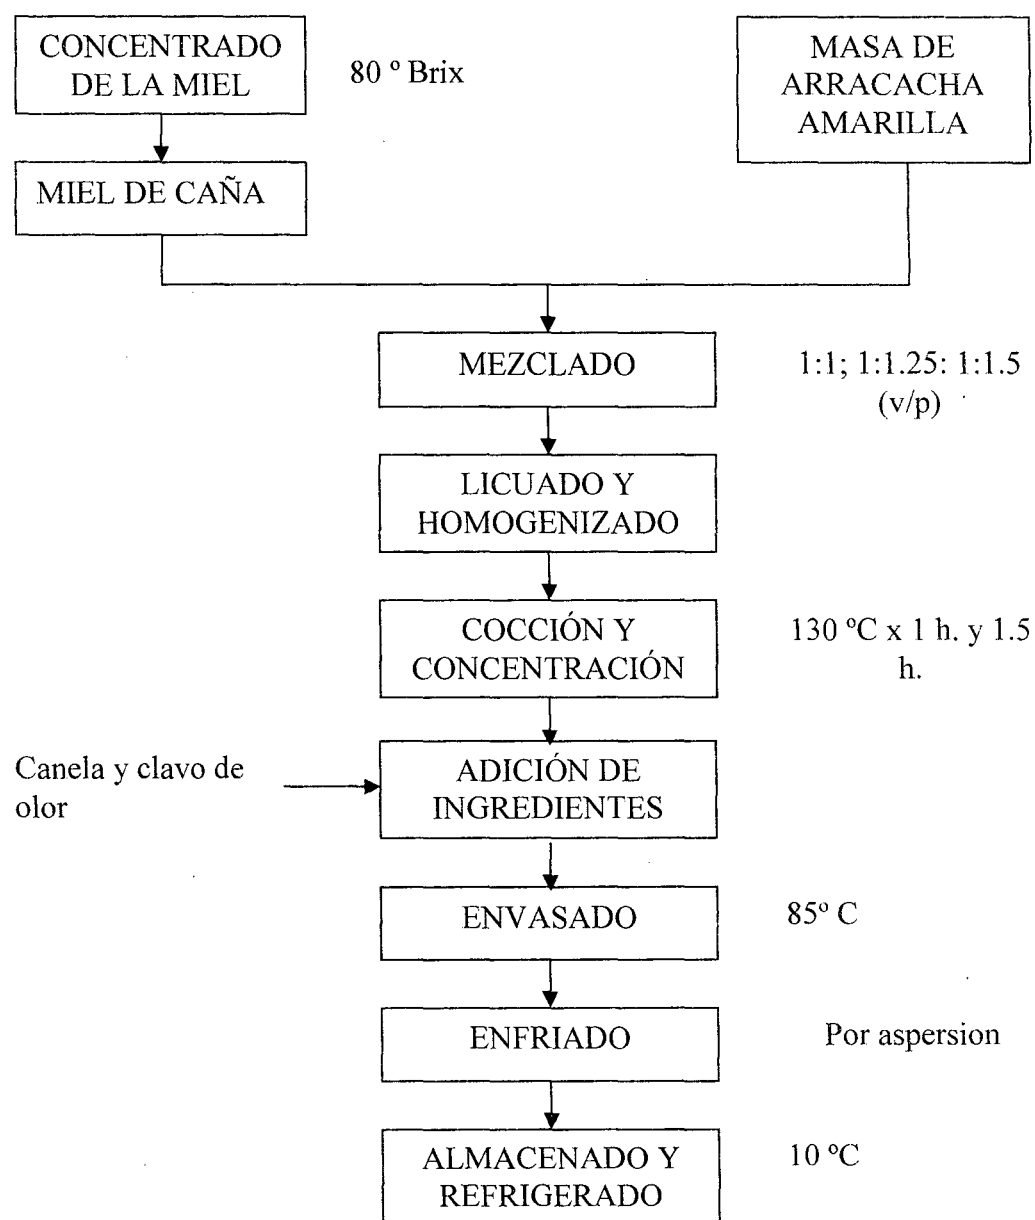 CONCENTRADO
DE LA MIEL
80 º Brix
MASA DE
ARRACACHA
AMARILLA
MIEL DE CAÑA
MEZCLADO
1:1; 1:1.25: 1:1.5
(v/p)
LICUADO Y
HOMOGENIZADO
COCCIÓN Y
CONCENTRACIÓN
130 ºC x 1 h. y 1.5
h.
Canela y clavo de
olor
ADICIÓN DE
INGREDIENTES
ENVASADO
85º C
ENFRIADO
Por aspersion
ALMACENADO Y
REFRIGERADO
10 ºC